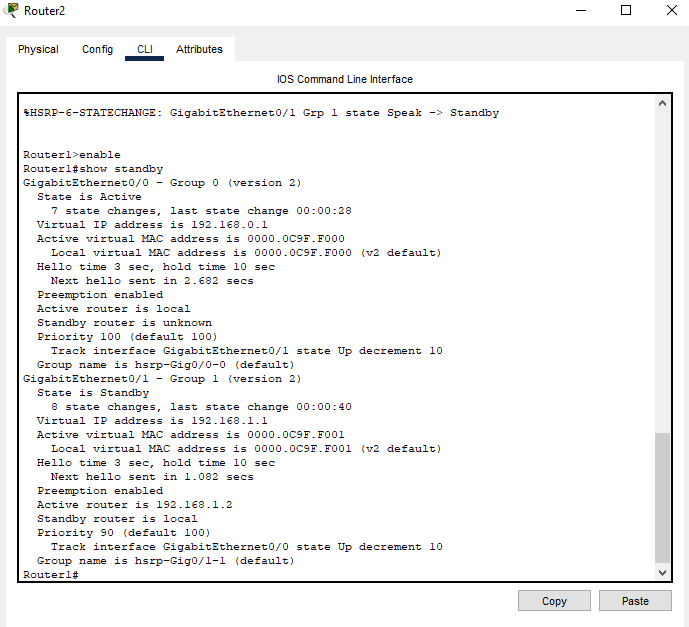 Router2
Physical Config CLI Attributes
IOS Command Line Interface
%HSRP-6-STATECHANGE: GigabitEthernet0/1 Grp 1 state Speak -> Standby
Router1>enable
Router1#show standby
GigabitEthernet0/0 - Group 0 (version 2)
State is Active
7 state changes, last state change 00:00:28
Virtual IP address is 192.168.0.1
Active virtual MAC address is 0000.0C9F.F000
Local virtual MAC address is 0000.0C9F.F000 (v2 default)
Hello time 3 sec, hold time 10 sec
Next hello sent in 2.682 secs
Preemption enabled
Active router is local
Standby router is unknown
Priority 100 (default 100)
Track interface GigabitEthernet0/1 state Up decrement 10
Group name is hsrp-Gig0/0-0 (default)
GigabitEthernet0/1 - Group 1 (version 2)
State is Standby
8 state changes, last state change 00:00:40
Virtual IP address is 192.168.1.1
Active virtual MAC address is 0000.0C9F.F001
Local virtual MAC address is 0000.0C9F.F001 (v2 default)
Hello time 3 sec, hold time 10 sec
Next hello sent in 1.082 secs
Preemption enabled
Active router is 192.168.1.2
Standby router is local
Priority 90 (default 100)
Track interface GigabitEthernet0/0 state Up decrement 10
Group name is hsrp-Gig0/1-1 (default)
Router1#
Copy Paste